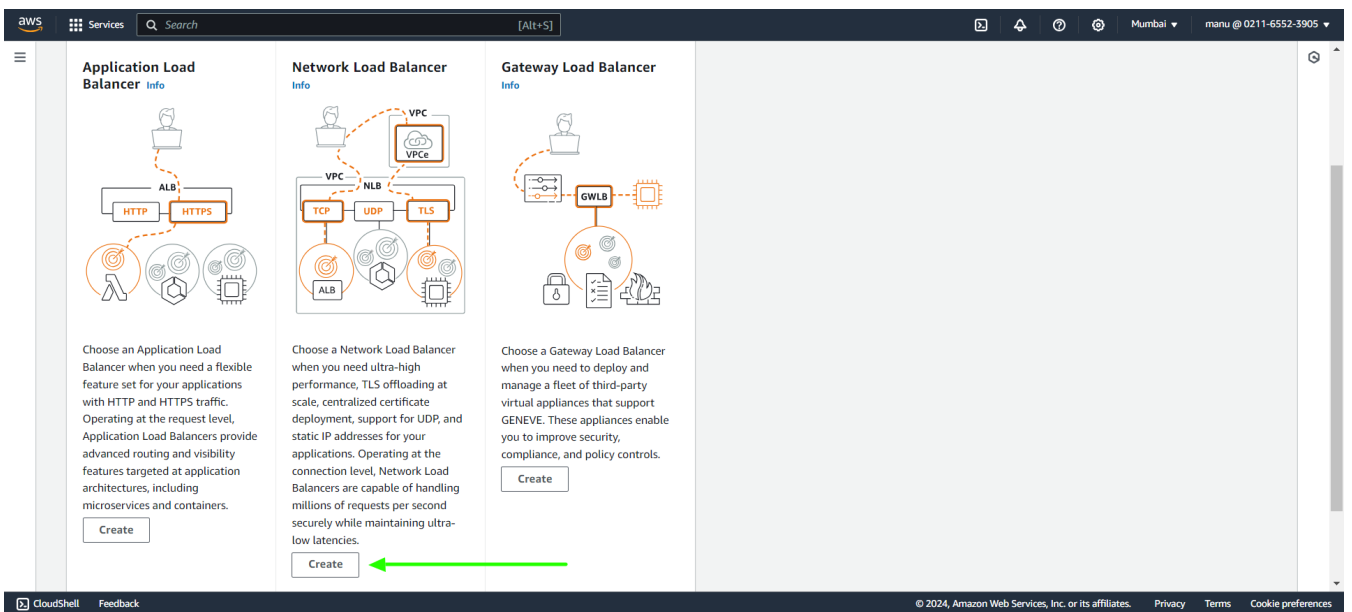 aws
Services
Search
[Alt+S]
Mumbai
manu @ 0211-6552-3905
Application Load
Balancer Info
Network Load Balancer
Info
Gateway Load Balancer
Info
ALB
HTTP
HTTPS
VPC
VPCe
VPC
NLB
TCP
UDP
TLS
ALB
GWLB
Choose an Application Load
Balancer when you need a flexible
feature set for your applications
with HTTP and HTTPS traffic.
Operating at the request level,
Application Load Balancers provide
advanced routing and visibility
features targeted at application
architectures, including
microservices and containers.
Create
Choose a Network Load Balancer
when you need ultra-high
performance, TLS offloading at
scale, centralized certificate
deployment, support for UDP, and
static IP addresses for your
applications. Operating at the
connection level, Network Load
Balancers are capable of handling
millions of requests per second
securely while maintaining ultra-
low latencies.
Create
Choose a Gateway Load Balancer
when you need to deploy and
manage a fleet of third-party
virtual appliances that support
GENEVE. These appliances enable
you to improve security,
compliance, and policy controls.
Create
CloudShell
Feedback
© 2024, Amazon Web Services, Inc. or its affiliates.
Privacy
Terms
Cookie preferences